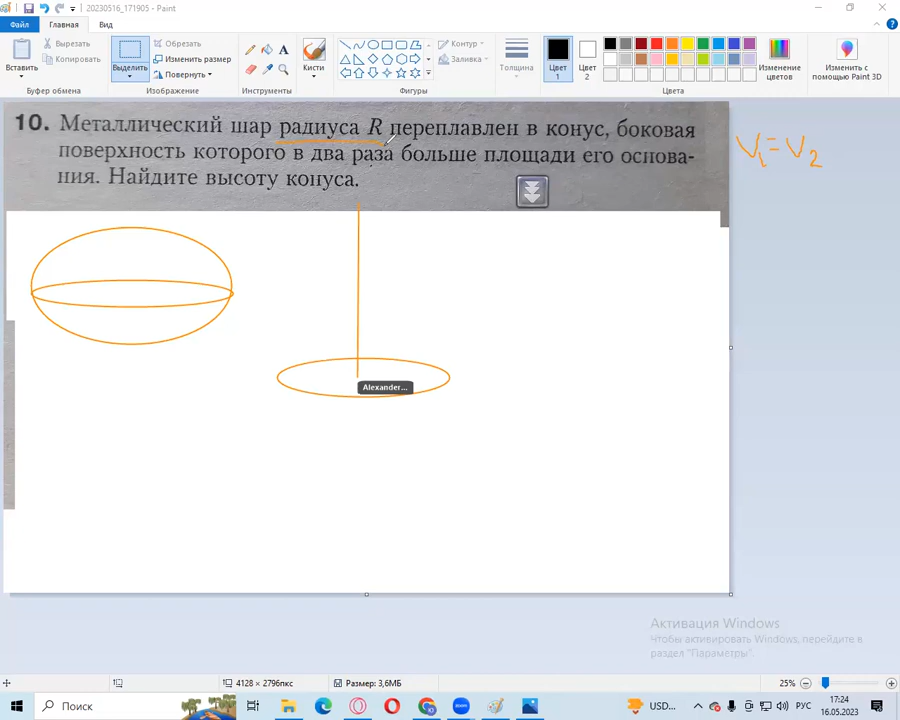 20230516_171905 - Paint
Файл Главная Вид
Вставить
Вырезать
Копировать
Буфер обмена
Выделить
Обрезать
Изменить размер
Повернуть
Изображение
Инструменты
Кисти
Контур
Заливка
Фигуры
Толщина
Цвет 1
Цвет 2
Цвета
Изменение цветов
Изменить с помощью Paint 3D
10. Металлический шар радиуса R переплавлен в конус, боковая
поверхность которого в два раза больше площади его основа-
ния. Найдите высоту конуса.
V₁ = V₂
Alexander...
Активация Windows
Чтобы активировать Windows, перейдите в
раздел "Параметры".
4128 × 2796пкс
Размер: 3,6МБ
25%
Поиск
USD...
РУС
17:24
16.05.2023